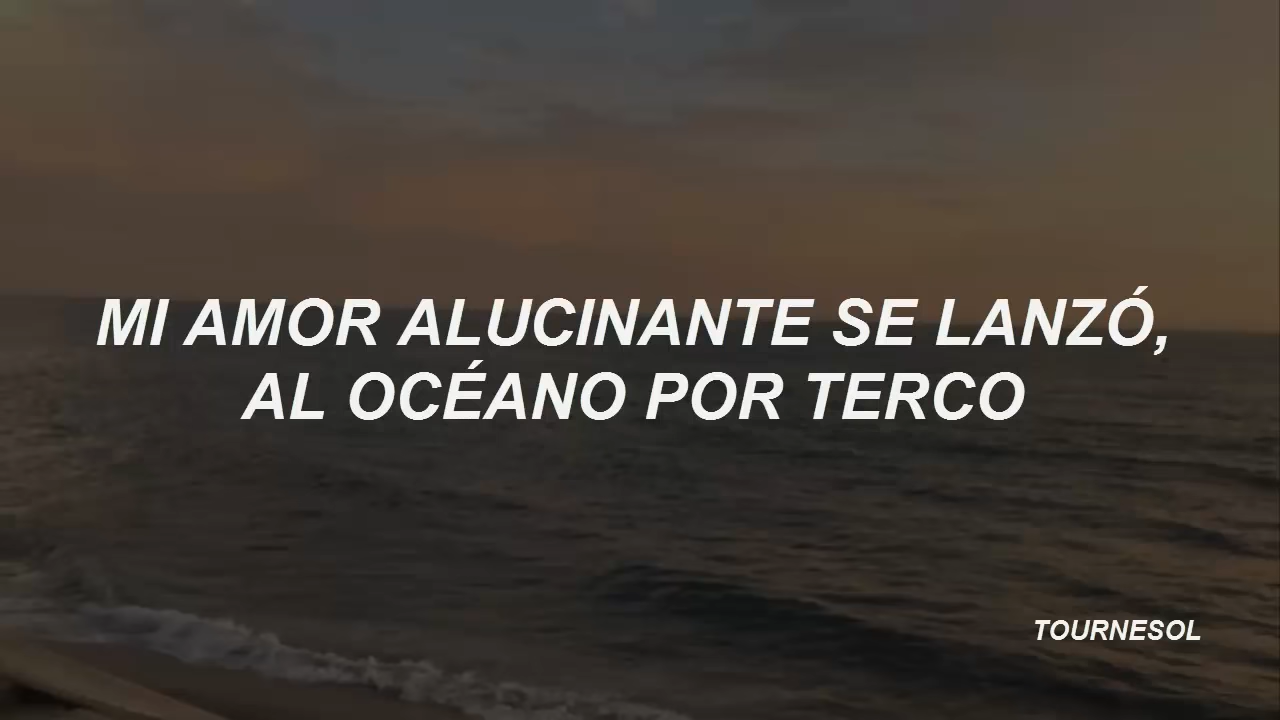 MI AMOR ALUCINANTE SE LANZÓ,
AL OCÉANO POR TERCO
TOURNESOL